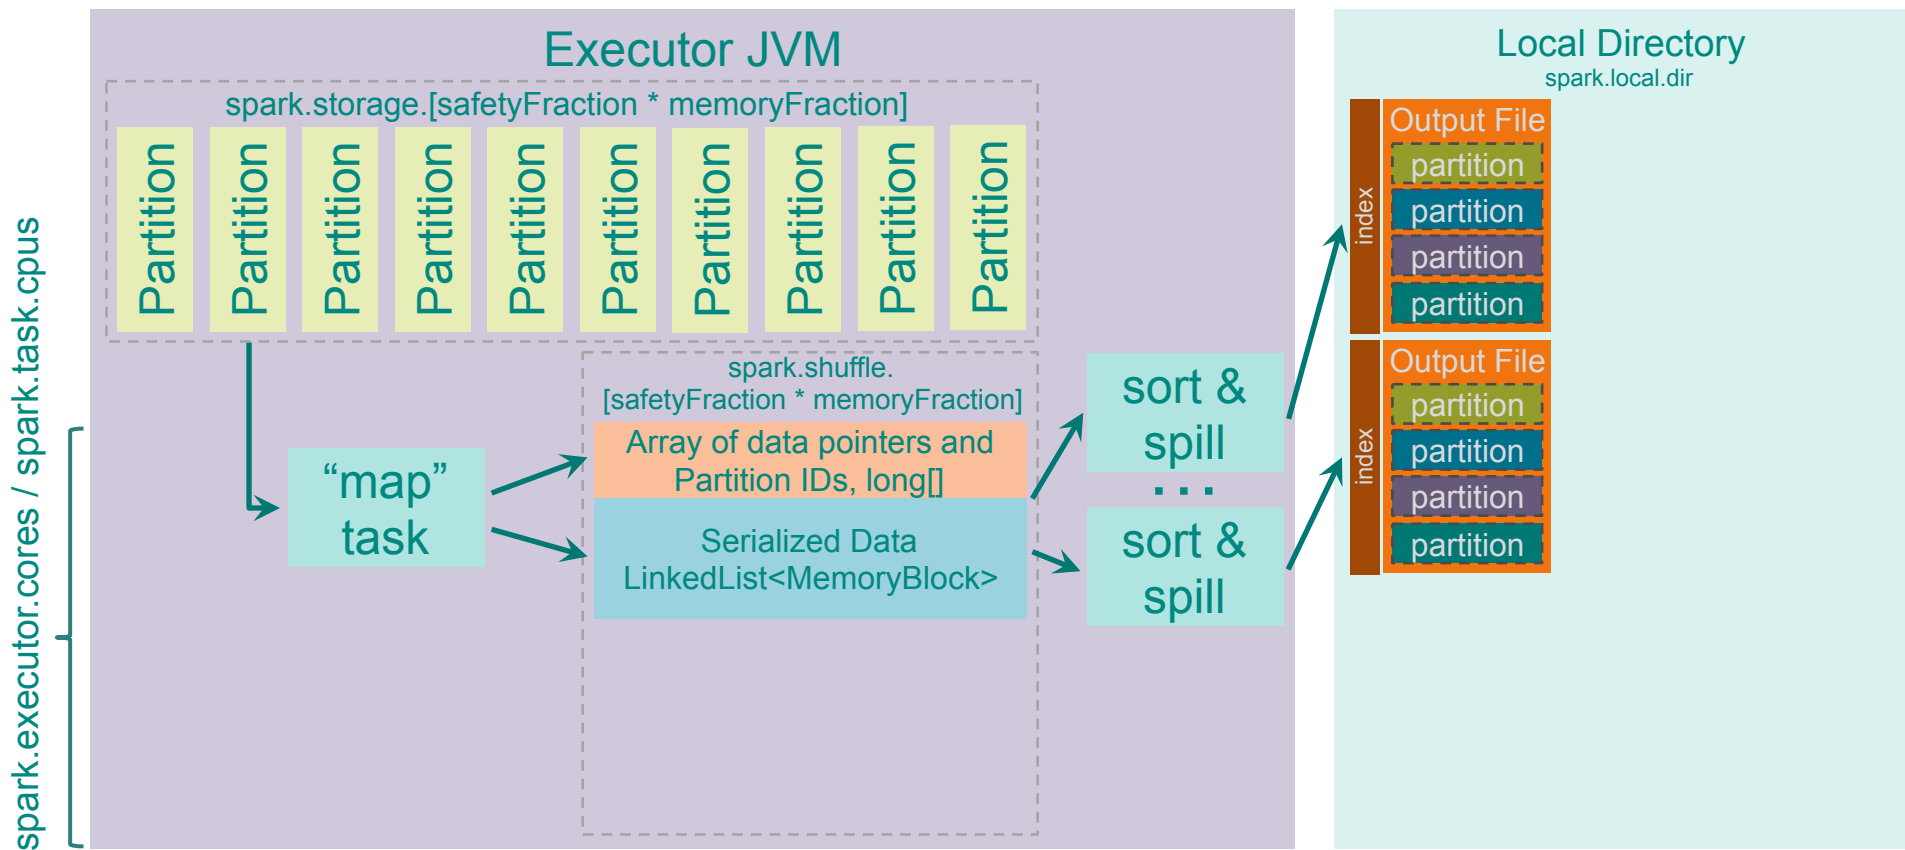 Executor JVM
spark.storage.[safetyFraction * memoryFraction]
Partition
Partition
Partition
Partition
Partition
Partition
Partition
Partition
Partition
Partition
spark.executor.cores / spark.task.cpus
“map”
task
spark.shuffle.
[safetyFraction * memoryFraction]
Array of data pointers and
Partition IDs, long[]
Serialized Data
LinkedList<MemoryBlock>
sort &
spill
...
sort &
spill
Local Directory
spark.local.dir
index
Output File
partition
partition
partition
partition
index
Output File
partition
partition
partition
partition